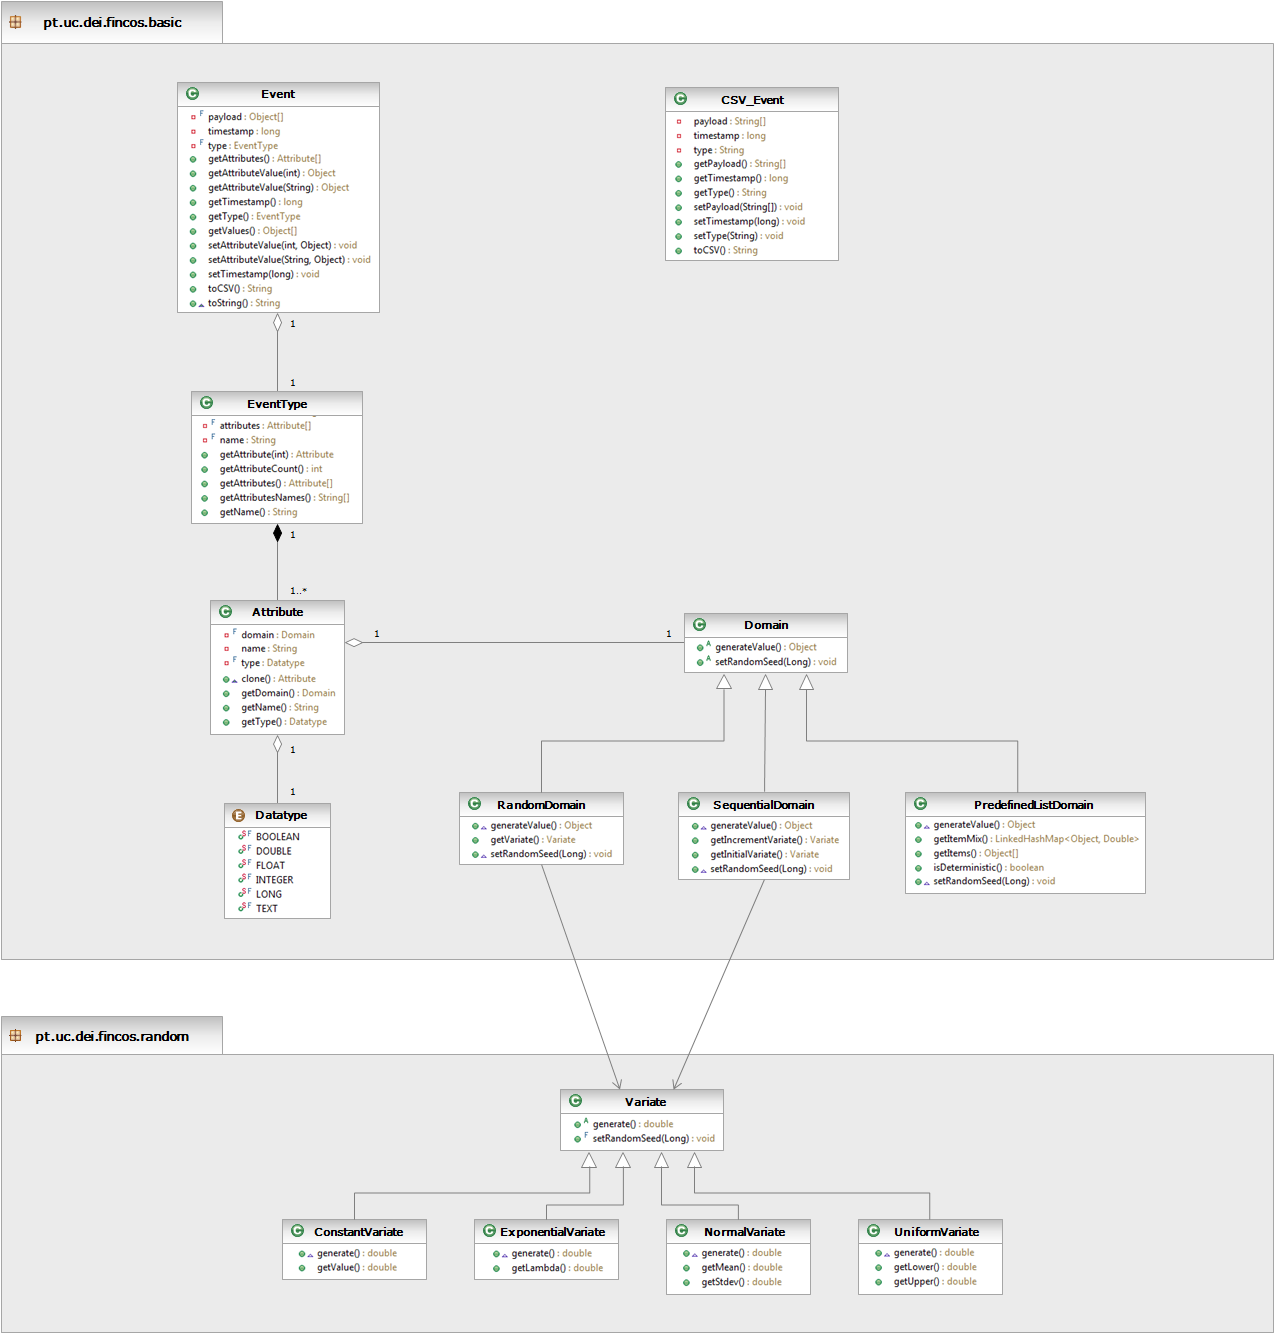 pt.uc.dei.fincos.basic
Event
payload : Object[]
timestamp : long
type : EventType
getAttributes() : Attribute[]
getAttributeValue(int) : Object
getAttributeValue(String) : Object
getTimestamp() : long
getType() : EventType
getValues() : Object[]
setAttributeValue(int, Object) : void
setAttributeValue(String, Object) : void
setTimestamp(long) : void
toCSV() : String
toString() : String
CSV_Event
payload : String[]
timestamp : long
type : String
getPayload() : String[]
getTimestamp() : long
getType() : String
setPayload(String[]) : void
setTimestamp(long) : void
setType(String) : void
toCSV() : String
1
1
EventType
attributes : Attribute[]
name : String
getAttribute(int) : Attribute
getAttributeCount() : int
getAttributes() : Attribute[]
getAttributesNames() : String[]
getName() : String
1
1..*
Attribute
domain : Domain
name : String
type : Datatype
clone() : Attribute
getDomain() : Domain
getName() : String
getType() : Datatype
1
1
Domain
generateValue() : Object
setRandomSeed(Long) : void
1
1
Datatype
BOOLEAN
DOUBLE
FLOAT
INTEGER
LONG
TEXT
RandomDomain
generateValue() : Object
getVariate() : Variate
setRandomSeed(Long) : void
SequentialDomain
generateValue() : Object
getIncrementVariate() : Variate
getInitialVariate() : Variate
setRandomSeed(Long) : void
PredefinedListDomain
generateValue() : Object
getItemMix() : LinkedHashMap<Object, Double>
getItems() : Object[]
isDeterministic() : boolean
setRandomSeed(Long) : void
pt.uc.dei.fincos.random
Variate
generate() : double
setRandomSeed(Long) : void
ConstantVariate
generate() : double
getValue() : double
ExponentialVariate
generate() : double
getLambda() : double
NormalVariate
generate() : double
getMean() : double
getStdev() : double
UniformVariate
generate() : double
getLower() : double
getUpper() : double